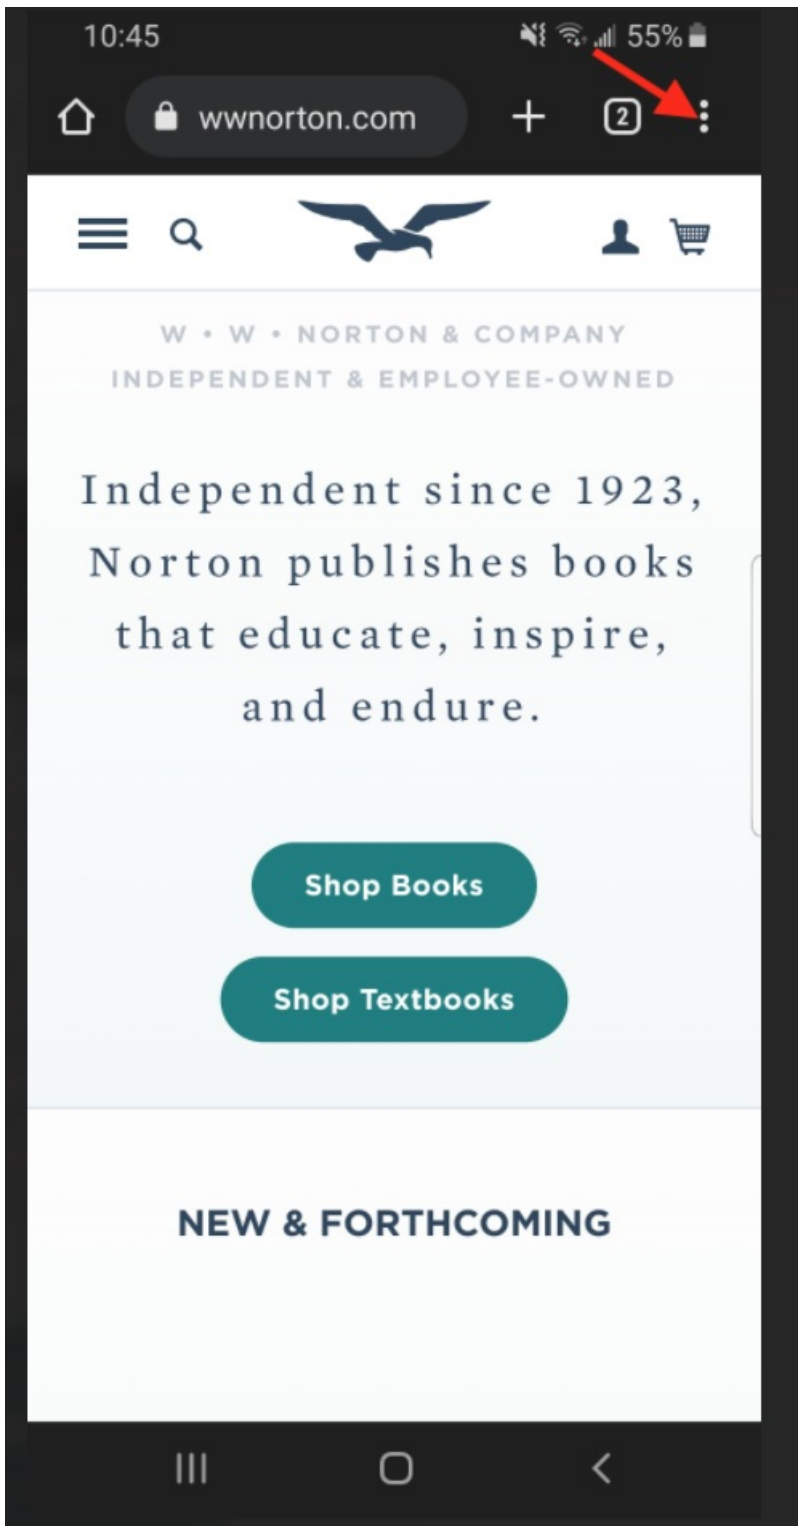 10:45 55%
wwnorton.com 2
W • W • NORTON & COMPANY
INDEPENDENT & EMPLOYEE-OWNED
Independent since 1923,
Norton publishes books
that educate, inspire,
and endure.
Shop Books
Shop Textbooks
NEW & FORTHCOMING